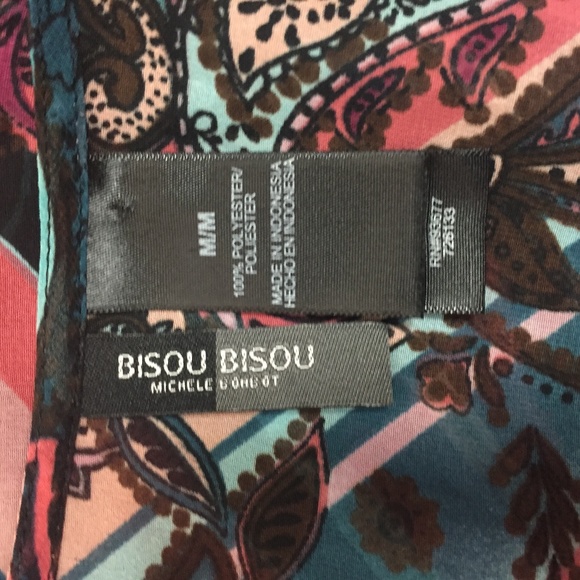 M/M
100% POLYESTER/
POLIESTER
MADE IN INDONESIA
HECHO EN INDONESIA
RN#93677
726133
BISOU BISOU
MICHELE BOHBOT